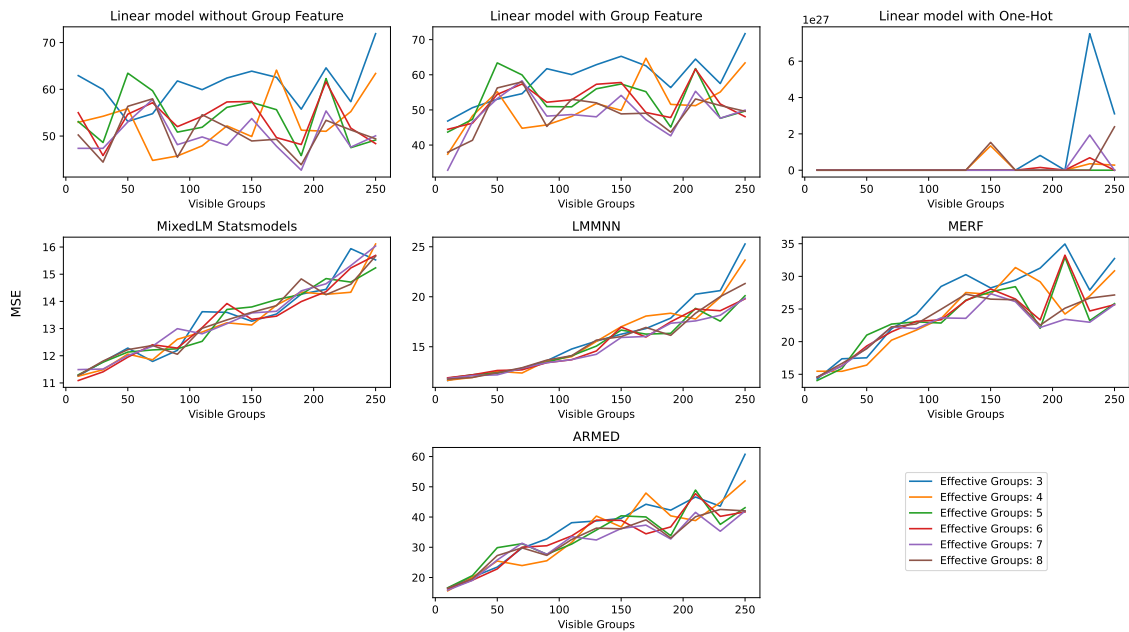 Linear model without Group Feature
Linear model with Group Feature
Linear model with One-Hot
1e27
70
60
50
0 50 100 150 200 250
Visible Groups
70
60
50
40
0 50 100 150 200 250
Visible Groups
6
4
2
0
0 50 100 150 200 250
Visible Groups
MSE
MixedLM Statsmodels
16
15
14
13
12
11
0 50 100 150 200 250
Visible Groups
LMMNN
25
20
15
0 50 100 150 200 250
Visible Groups
MERF
35
30
25
20
15
0 50 100 150 200 250
Visible Groups
ARMED
60
50
40
30
20
0 50 100 150 200 250
Visible Groups
Effective Groups: 3
Effective Groups: 4
Effective Groups: 5
Effective Groups: 6
Effective Groups: 7
Effective Groups: 8